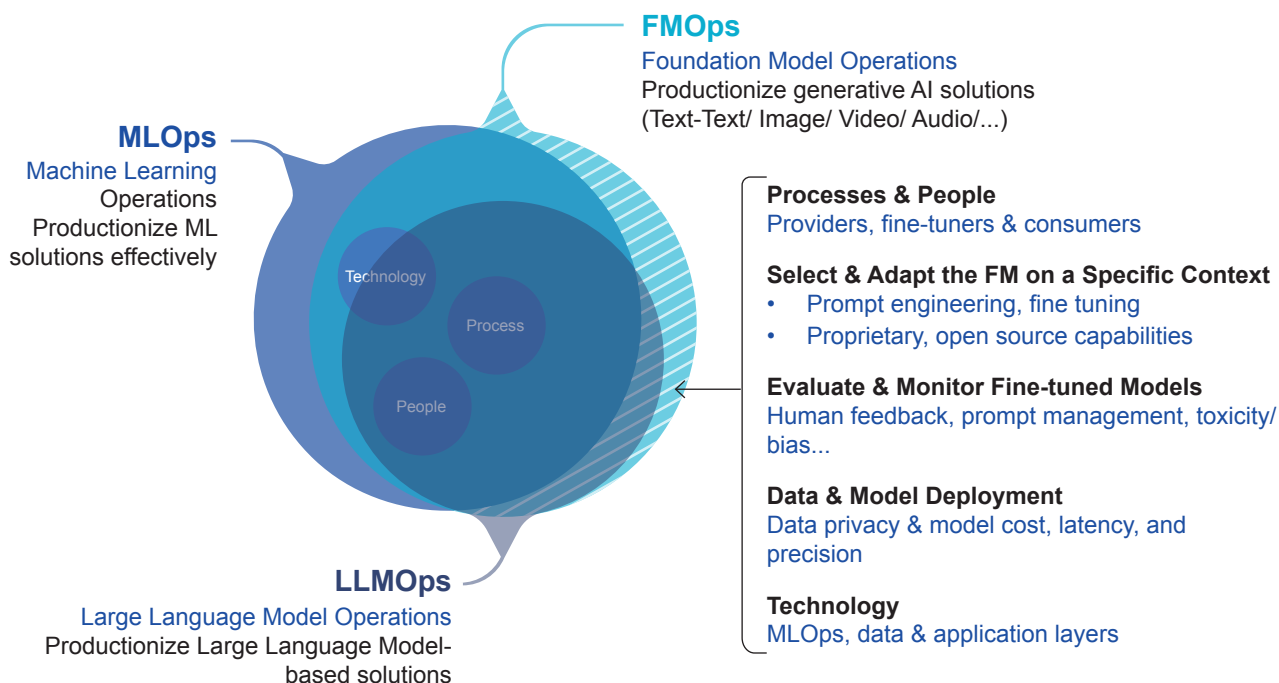 FMOps
Foundation Model Operations
Productionize generative AI solutions
(Text-Text/ Image/ Video/ Audio/...)
MLOps
Machine Learning
Operations
Productionize ML
solutions effectively
Technology
Process
People
Processes & People
Providers, fine-tuners & consumers
Select & Adapt the FM on a Specific Context
• Prompt engineering, fine tuning
• Proprietary, open source capabilities
Evaluate & Monitor Fine-tuned Models
Human feedback, prompt management, toxicity/
bias...
Data & Model Deployment
Data privacy & model cost, latency, and
precision
Technology
MLOps, data & application layers
LLMOps
Large Language Model Operations
Productionize Large Language Model-
based solutions